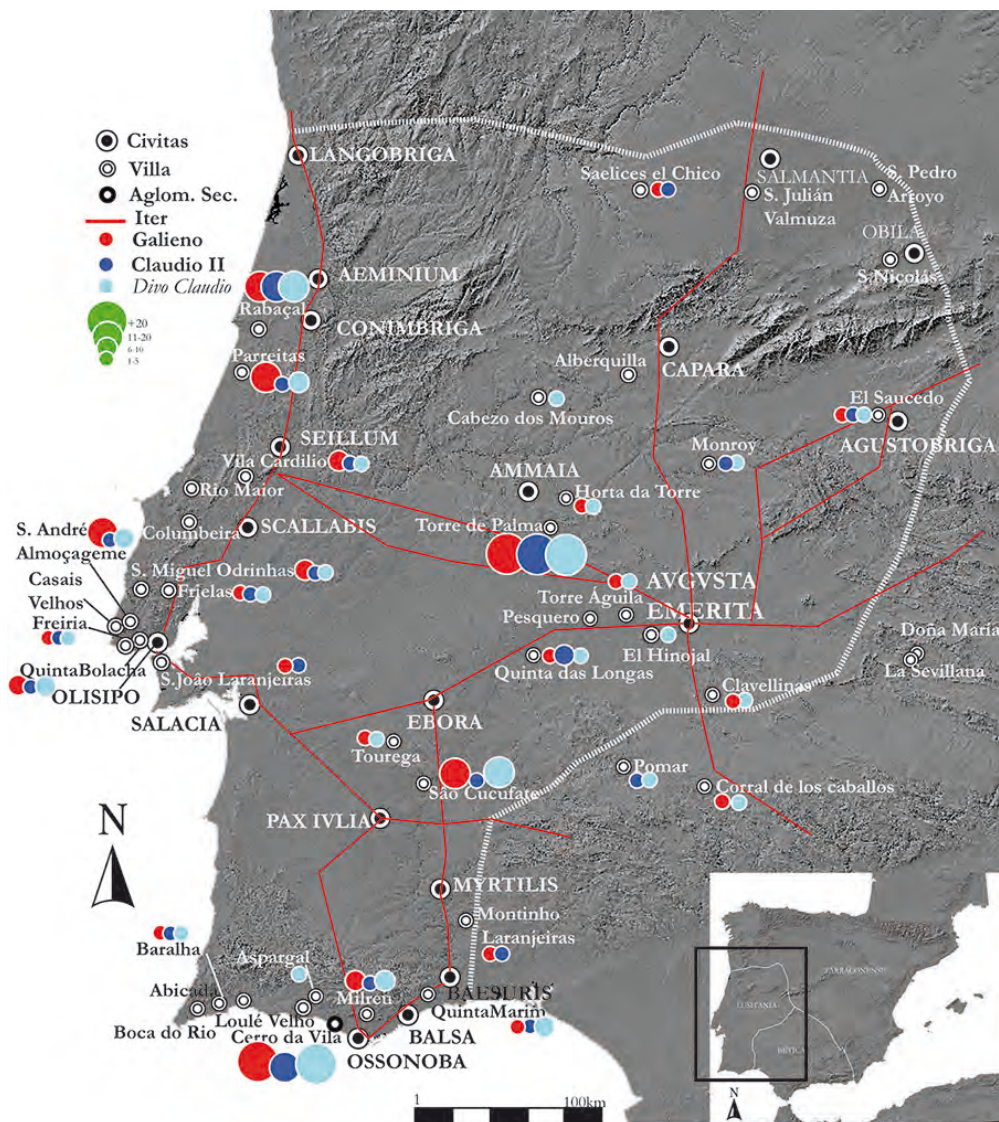 Civitas
Villa
Aglom. Sec.
Iter
Galieno
Claudio II
Divo Claudio
+20
11-20
6-10
1-5
LANGOBRIGA
Saelices el Chico
SALMANTIA
S. Julián
Valmuza
S. Pedro
Arroyo
OBILA
S.Nicolás
AEMINIUM
Rabaçal
CONIMBRIGA
Parreitas
Alberquilla
CAPARA
Cabezo dos Mouros
El Saucedo
AGUSTOBRIGA
SEILLUM
Vila Cardilio
Monroy
AMMAIA
Rio Maior
Horta da Torre
S. André
Almoçageme
Columbeira
SCALLABIS
Torre de Palma
Casais
Velhos
S. Miguel Odrinhas
Frielas
AVGVSTA
EMERITA
Torre Águila
Freiria
Pesquero
Doña María
El Hinojal
La Sevillana
QuintaBolacha
OLISIPO
S.João Laranjeiras
Quinta das Longas
Clavellinas
SALACIA
EBORA
Tourega
Pomar
São Cucufate
Corral de los caballos
N
PAX IVLIA
MYRTILIS
Montinho
Laranjeiras
Baralha
Aspargal
Milreu
BAESURIS
Abicada
QuintaMarim
Boca do Rio
Loulé Velho
Cerro da Vila
BALSA
OSSONOBA
TARRACONENSE
LUSITANIA
BÉTICA
N
1
100km